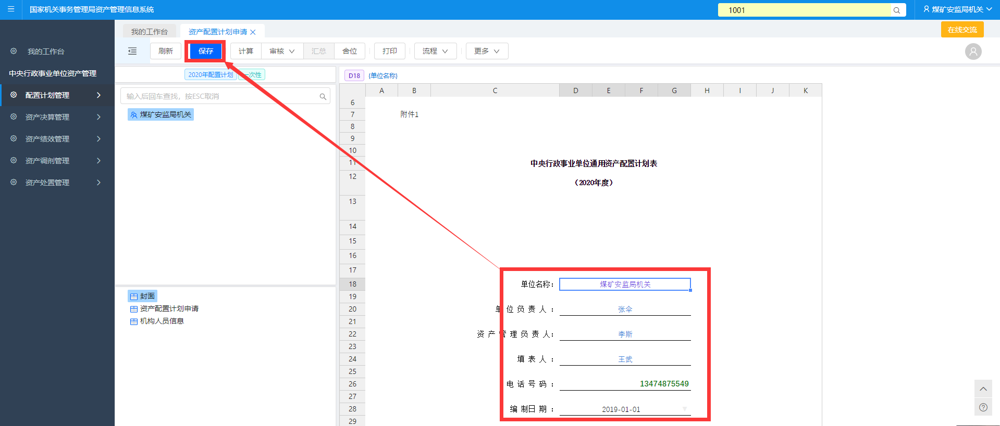 国家机关事务管理局资产管理信息系统
1001
煤矿安监局机关
我的工作台
资产配置计划申请
在线交流
刷新
保存
计算
审核
汇总
舍位
打印
流程
更多
我的工作台
中央行政事业单位资产管理
配置计划管理
资产决算管理
资产绩效管理
资产调剂管理
资产处置管理
2020年配置计划
一次性
输入后回车查找，按ESC取消
煤矿安监局机关
封面
资产配置计划申请
机构人员信息
D18 {单位名称}
A B C D E F G H I J K
6
7 附件1
8
9
10
11 中央行政事业单位通用资产配置计划表
12 （2020年度）
13
14
15
16
17
18 单位名称： 煤矿安监局机关
19
20 单位负责人： 张伞
21
22 资产管理负责人： 李斯
23
24 填表人： 王武
25
26 电话号码： 13474875549
27
28 编制日期： 2019-01-01
29